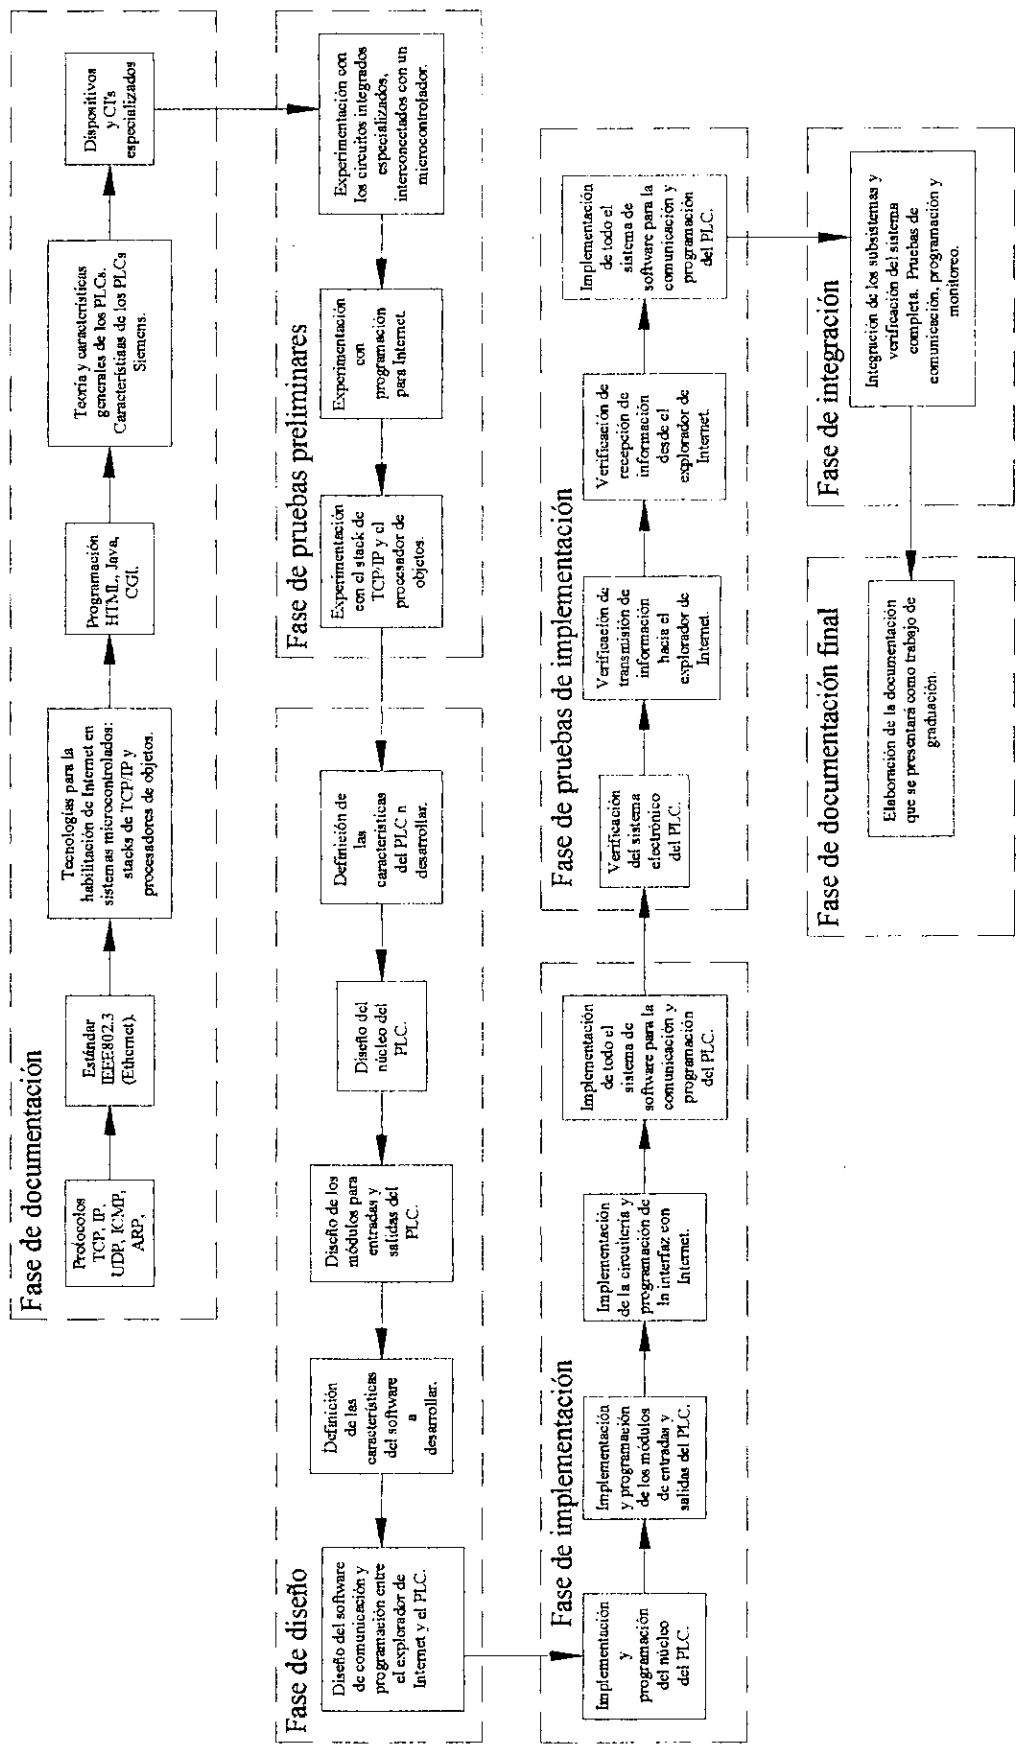 Fase de documentación
Protocolos
TCP, IP,
UDP, ICMP,
ARP,
Estándar
IEEE802.3
(Ethernet).
Tecnologías para la
habilitación de Internet en
sistemas microcontrolados:
stacks de TCP/IP y
procesadores de objetos.
Programación
HTML, Java,
CGI.
Teoría y características
generales de los PLCs.
Característiaas de los PLCs
Siemens.
Dispositivos
y CI's
especializados
Fase de pruebas preliminares
Experimentación con
los circuitos integrados
especializados,
interconectados con un
microcontrolador.
Experimentación
con
programación
para Internet.
Experimentación
con el stack de
TCP/IP y el
procesador de
objetos.
Fase de diseño
Definición de
las
características
del PLC a
desarrollar.
Diseño del
núcleo del
PLC.
Diseño de los
módulos para
entradas y
salidas del
PLC.
Definición
de las
características
del software
a
desarrollar.
Diseño del software
de comunicación y
programación entre
el explorador de
Internet y el PLC.
Fase de implementación
Implementación
y
programación
del núcleo
del PLC.
Implementación
y programación
de los módulos
de entradas y
salidas del PLC.
Implementación
de la circuitería y
programación de
la interfaz con
Internet.
Implementación
de todo el
sistema de
software para la
comunicación y
programación
del PLC.
Fase de pruebas de implementación
Verificación
del sistema
electrónico
del PLC.
Verificación de
transmisión de
información
hacia el
explorador de
Internet.
Verificación de
recepción de
información
desde el
explorador de
Internet.
Implementación
de todo el
sistema de
software para la
comunicación y
programación
del PLC.
Fase de integración
Integración de los subsistemas y
verificación del sistema
completa. Pruebas de
comunicación, programación y
monitoreo.
Fase de documentación final
Elaboración de la documentación
que se presentará como trabajo de
graduación.